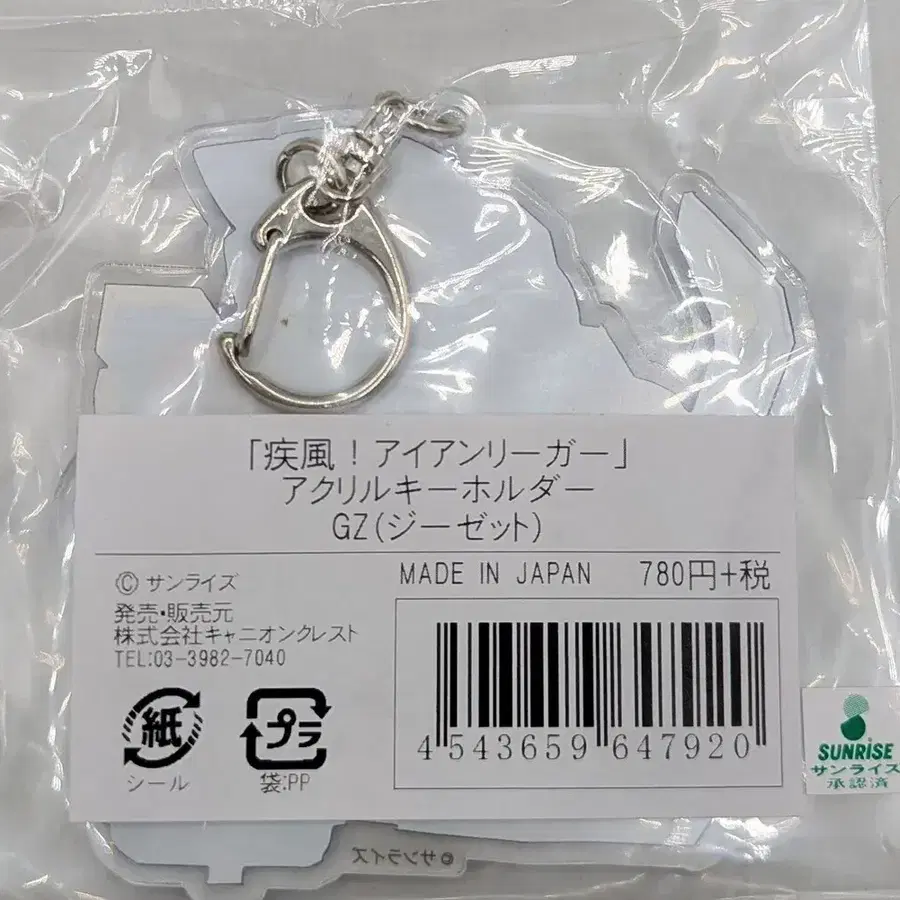 「疾風！アイアンリーガー」
アクリルキーホルダー
GZ(ジーゼット)
© サンライズ
発売・販売元
株式会社キャニオンクレスト
TEL:03-3982-7040
MADE IN JAPAN 780円+税
4 543659 647920
紙
シール
プラ
袋:PP
SUNRISE
サンライズ
承認済
©サンライズ